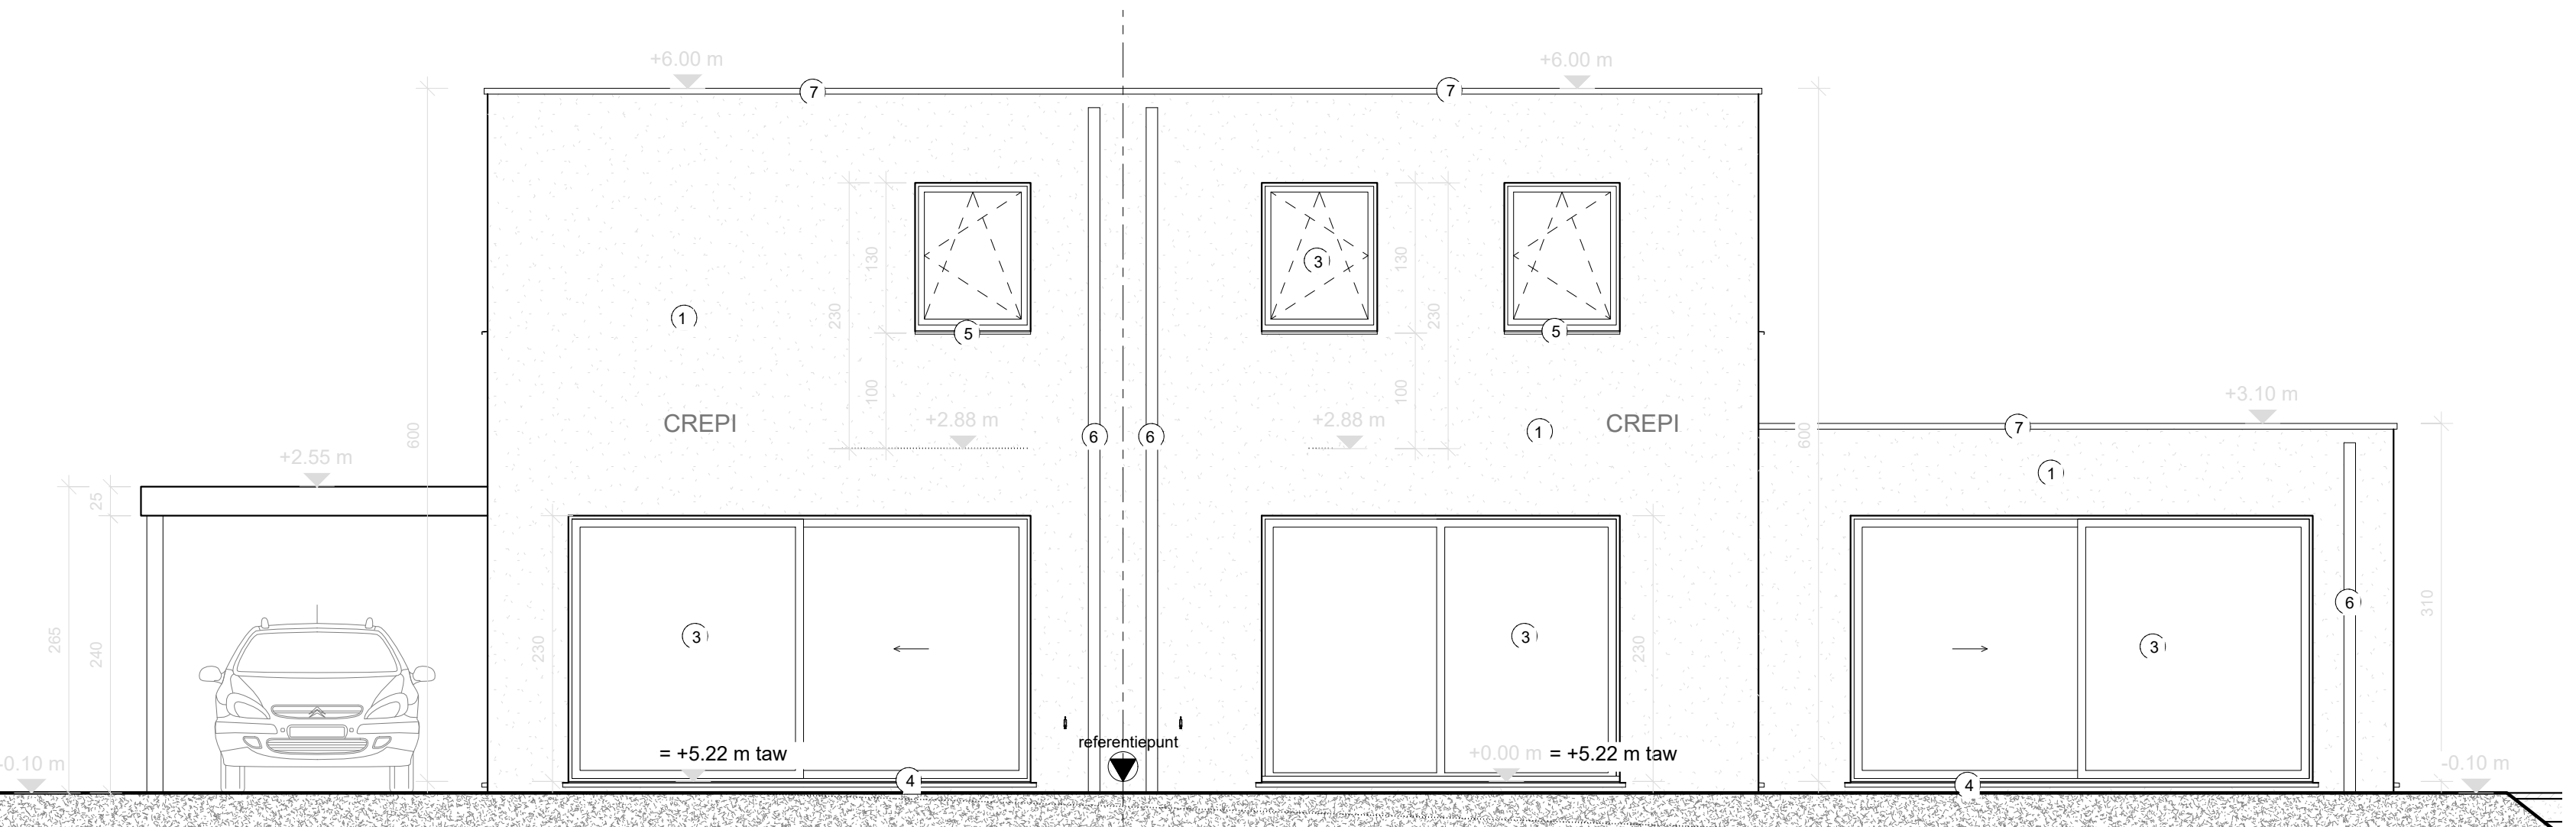 +6.00 m
+6.00 m
7
7
130
3
130
230
230
1
5
5
100
100
+3.10 m
CREPI
+2.88 m
+2.88 m
CREPI
600
6
6
1
600
7
+2.55 m
1
25
265
240
230
3
3
230
3
6
310
referentiepunt
= +5.22 m taw
+0.00 m = +5.22 m taw
-0.10 m
4
4
-0.10 m